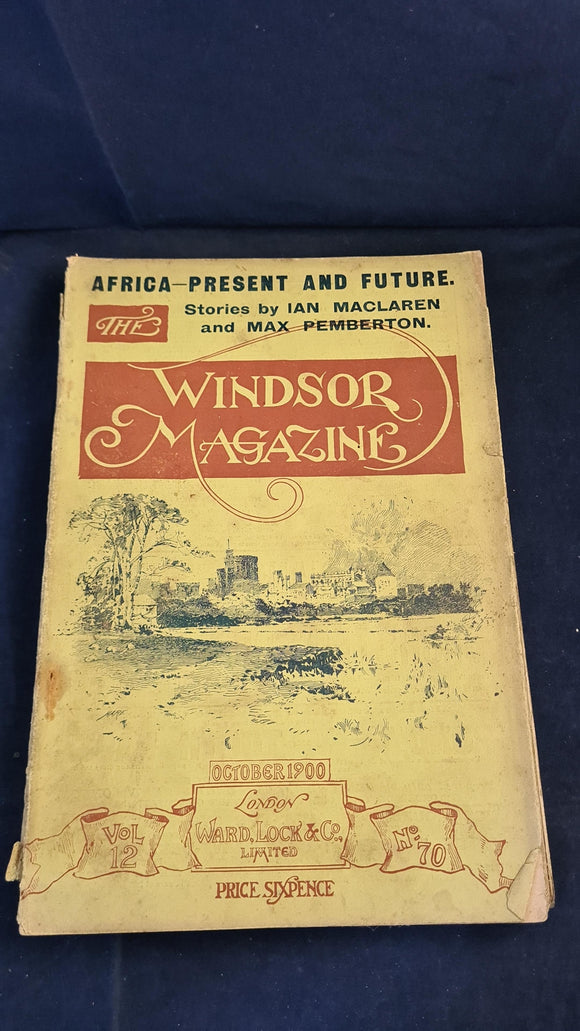 AFRICA—PRESENT AND FUTURE.
Stories by IAN MACLAREN
and MAX PEMBERTON.
THE
WINDSOR
MAGAZINE
OCTOBER 1900
LONDON
WARD, LOCK & Co.,
LIMITED
VOL
12
No.
70
PRICE SIXPENCE